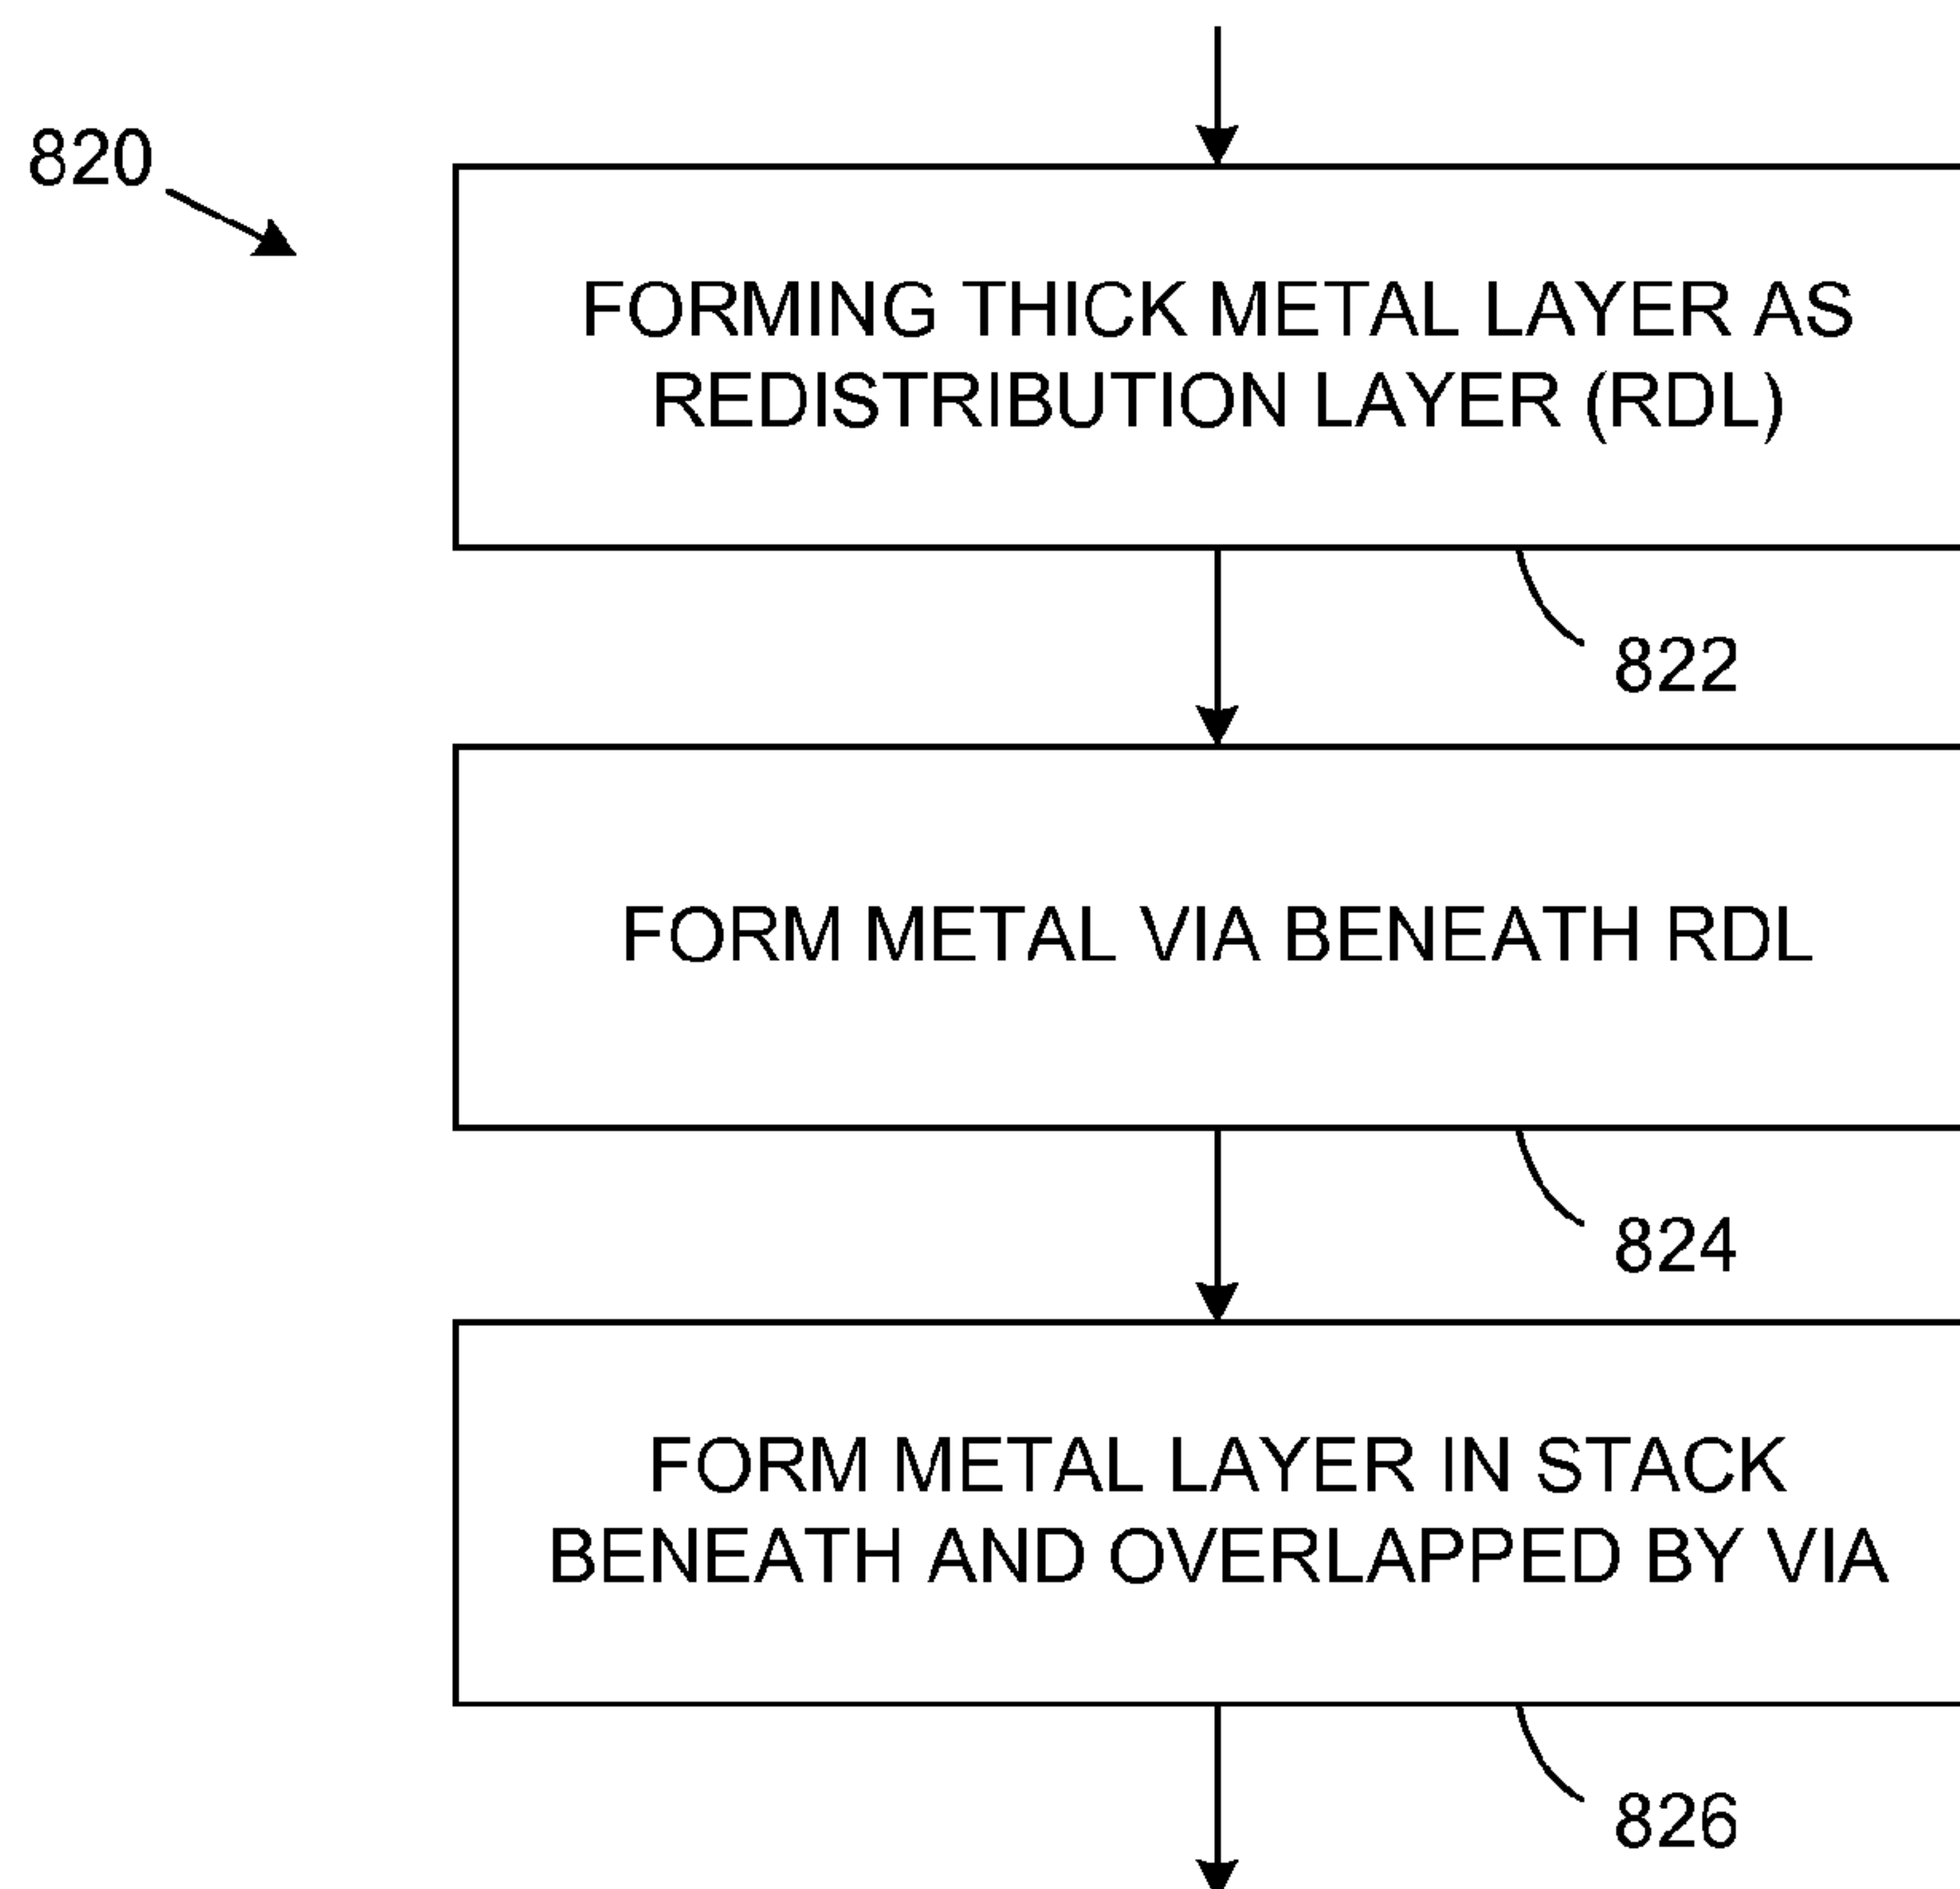 820
FORMING THICK METAL LAYER AS
REDISTRIBUTION LAYER (RDL)
822
FORM METAL VIA BENEATH RDL
824
FORM METAL LAYER IN STACK
BENEATH AND OVERLAPPED BY VIA
826